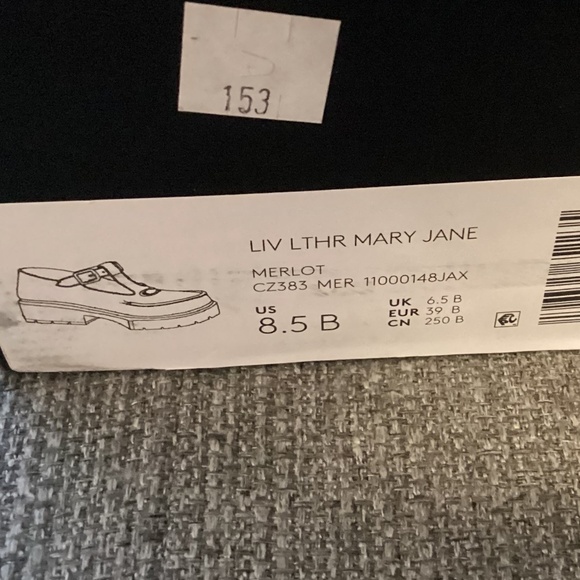 153
LIV LTHR MARY JANE
MERLOT
CZ383 MER 11000148JAX
US
8.5 B
UK 6.5 B
EUR 39 B
CN 250 B